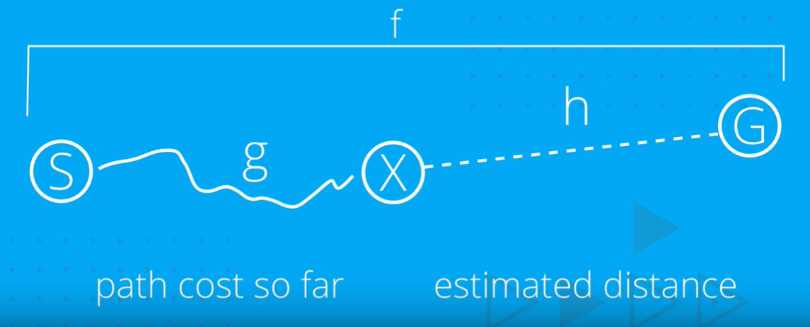 f
h
G
S
g
X
path cost so far
estimated distance